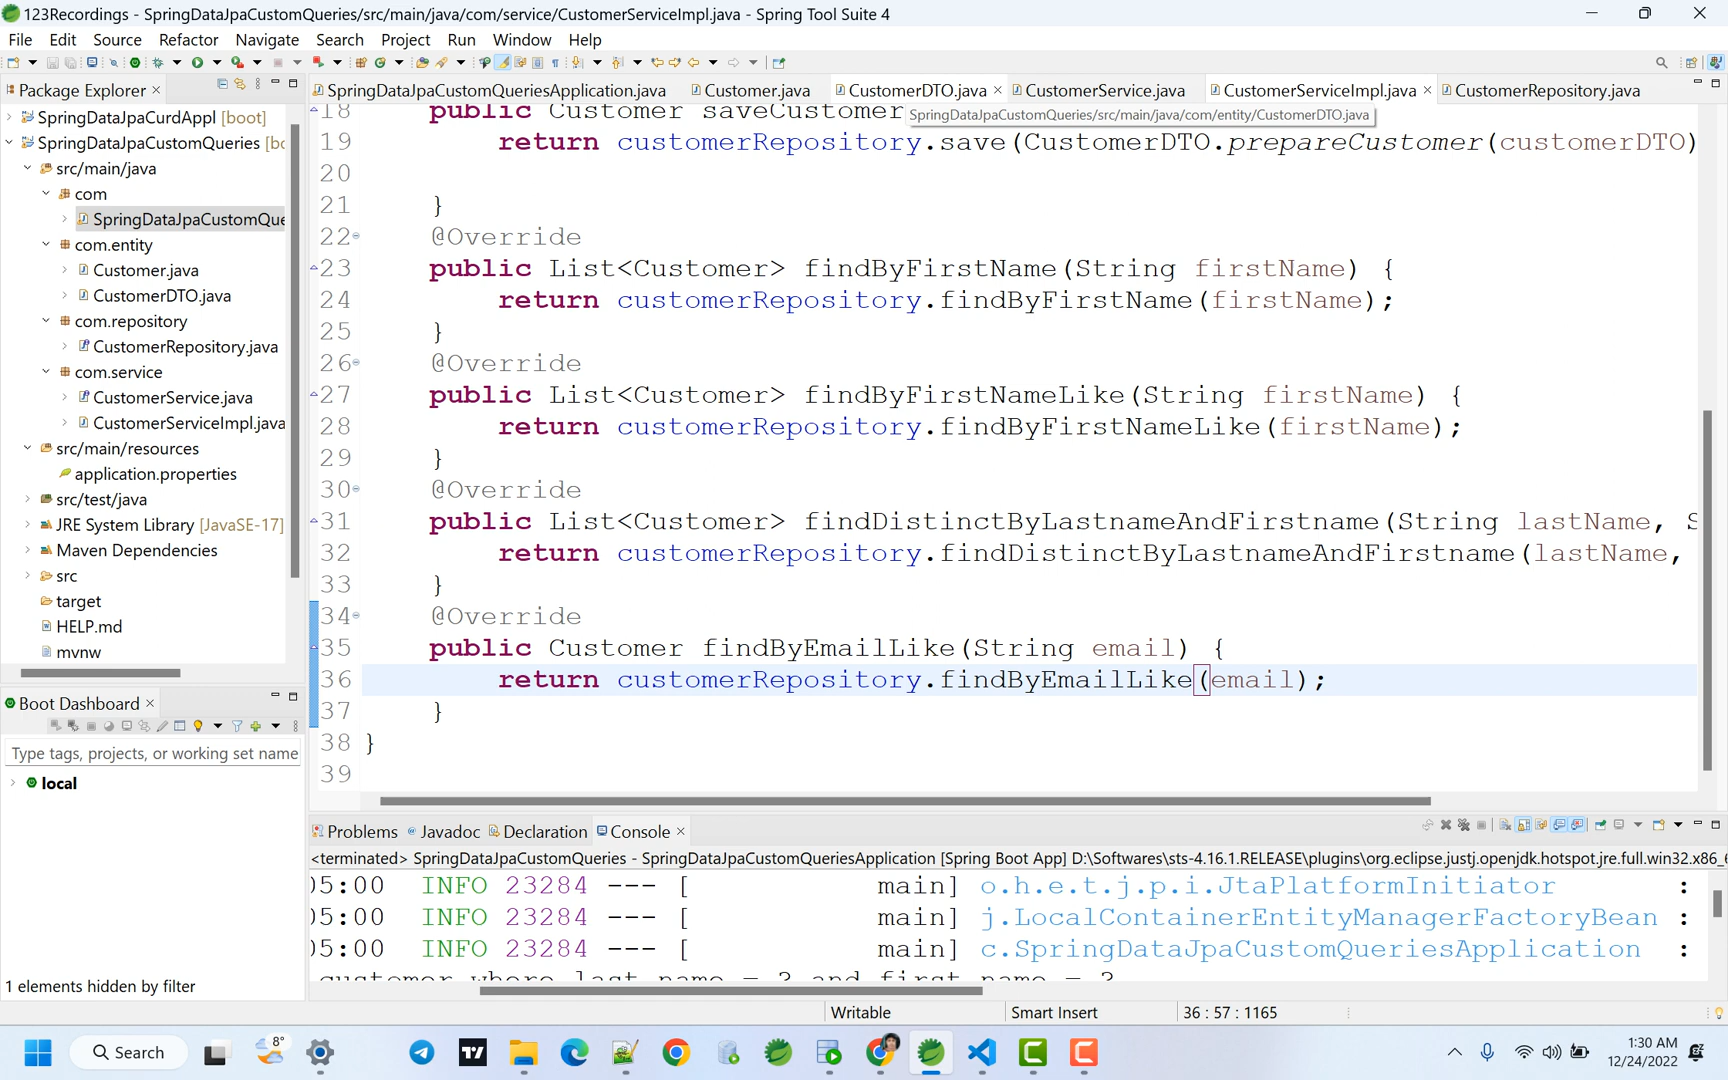 123Recordings - SpringDataJpaCustomQueries/src/main/java/com/service/CustomerServiceImpl.java - Spring Tool Suite 4
File Edit Source Refactor Navigate Search Project Run Window Help
Package Explorer
SpringDataJpaCustomQueriesApplication.java Customer.java CustomerDTO.java CustomerService.java CustomerServiceImpl.java CustomerRepository.java
SpringDataJpaCurdAppl [boot]
SpringDataJpaCustomQueries [bo
src/main/java
com
SpringDataJpaCustomQue
com.entity
Customer.java
CustomerDTO.java
com.repository
CustomerRepository.java
com.service
CustomerService.java
CustomerServiceImpl.java
src/main/resources
application.properties
src/test/java
JRE System Library [JavaSE-17]
Maven Dependencies
src
target
HELP.md
mvnw
18 public Customer saveCustomer
SpringDataJpaCustomQueries/src/main/java/com/entity/CustomerDTO.java
19 return customerRepository.save(CustomerDTO.prepareCustomer(customerDTO)
20
21 }
22 @Override
23 public List<Customer> findByFirstName(String firstName) {
24 return customerRepository.findByFirstName(firstName);
25 }
26 @Override
27 public List<Customer> findByFirstNameLike(String firstName) {
28 return customerRepository.findByFirstNameLike(firstName);
29 }
30 @Override
31 public List<Customer> findDistinctByLastnameAndFirstname(String lastName, S
32 return customerRepository.findDistinctByLastnameAndFirstname(lastName,
33 }
34 @Override
35 public Customer findByEmailLike(String email) {
36 return customerRepository.findByEmailLike(email);
37 }
38 }
39
Boot Dashboard
Type tags, projects, or working set name
local
1 elements hidden by filter
Problems Javadoc Declaration Console
<terminated> SpringDataJpaCustomQueries - SpringDataJpaCustomQueriesApplication [Spring Boot App] D:\Softwares\sts-4.16.1.RELEASE\plugins\org.eclipse.justj.openjdk.hotspot.jre.full.win32.x86_6
05:00 INFO 23284 --- [ main] o.h.e.t.j.p.i.JtaPlatformInitiator :
05:00 INFO 23284 --- [ main] j.LocalContainerEntityManagerFactoryBean :
05:00 INFO 23284 --- [ main] c.SpringDataJpaCustomQueriesApplication :
customer where last_name = ? and first_name = ?
Writable Smart Insert 36 : 57 : 1165
Search
8°
1:30 AM
12/24/2022